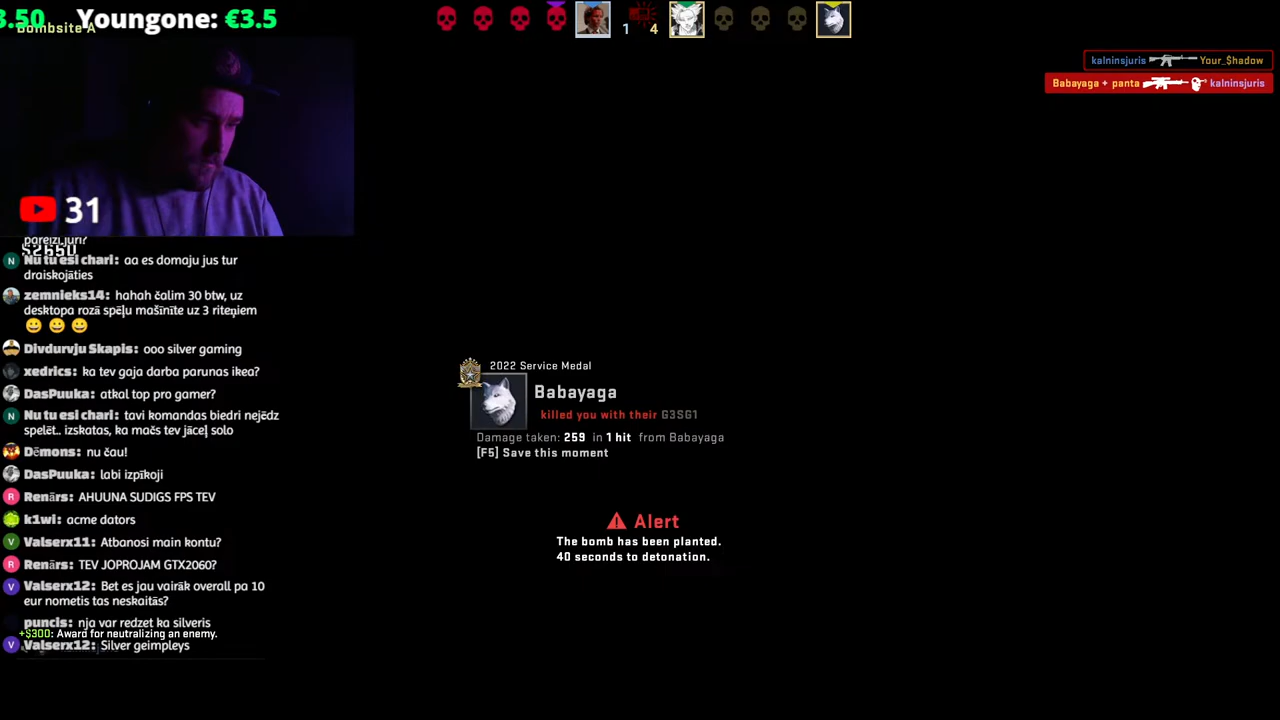 3.50 Youngone: €3.5
Bombsite A
1 4
kalninsjuris Your_$hadow
Babayaga + panta kalninsjuris
31
pareizi juri?
$2650
N Nu tu esi chari: aa es domaju jus tur
draiskojāties
zemnieks14: hahah čalim 30 btw, uz
desktopa rozā spēļu mašīnīte uz 3 riteņiem
Divdurvju Skapis: ooo silver gaming
xedrics: ka tev gaja darba parunas ikea?
DasPuuka: atkal top pro gamer?
N Nu tu esi chari: tavi komandas biedri nejēdz
spelēt.. izskatas, ka mačs tev jāceļ solo
Dēmons: nu čau!
DasPuuka: labi izpīkoji
R Renārs: AHUUNA SUDIGS FPS TEV
k1wi: acme dators
V Valserx11: Atbanosi main kontu?
R Renārs: TEV JOPROJAM GTX2060?
V Valserx12: Bet es jau vairāk overall pa 10
eur nometis tas neskaitās?
puncis: nja var redzet ka silveris
+$300: Award for neutralizing an enemy.
V Valserx12: Silver geimpleys
2022 Service Medal
Babayaga
killed you with their G3SG1
Damage taken: 259 in 1 hit from Babayaga
[F5] Save this moment
Alert
The bomb has been planted.
40 seconds to detonation.